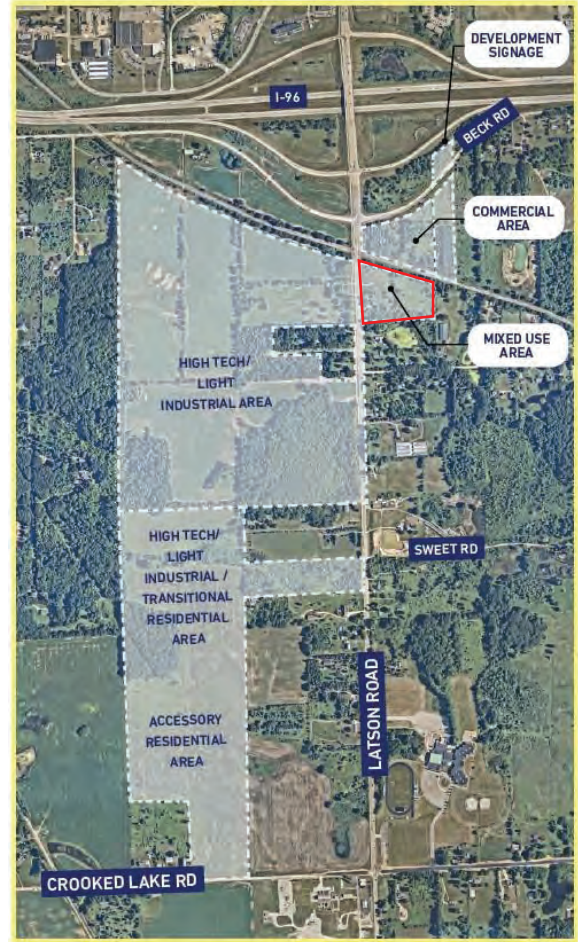 DEVELOPMENT
SIGNAGE
I-96
BECK RD
COMMERCIAL
AREA
MIXED USE
AREA
HIGH TECH/
LIGHT
INDUSTRIAL AREA
HIGH TECH/
LIGHT
INDUSTRIAL /
TRANSITIONAL
RESIDENTIAL
AREA
SWEET RD
LATSON ROAD
ACCESSORY
RESIDENTIAL
AREA
CROOKED LAKE RD